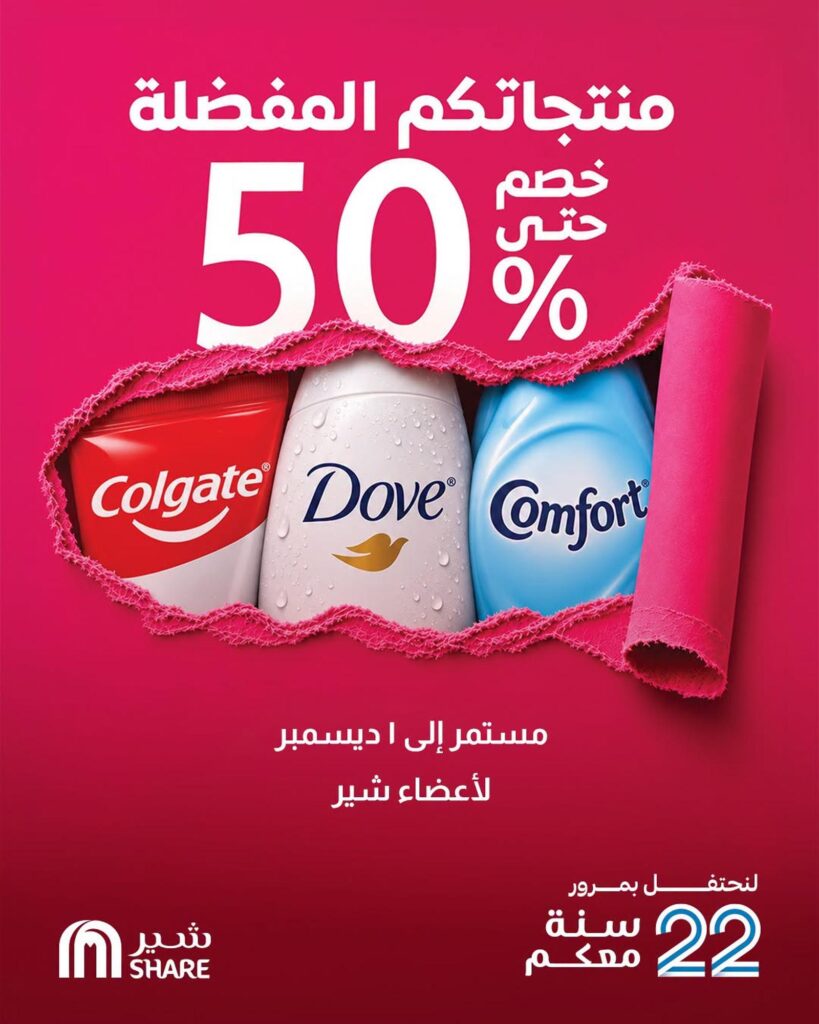 منتجاتكم المفضلة
خصم
حتى
50%
Colgate®
Dove®
Comfort®
مستمر إلى ١ ديسمبر
لأعضاء شير
لنحتفل بمرور
22 سنة
معكم
شير
SHARE